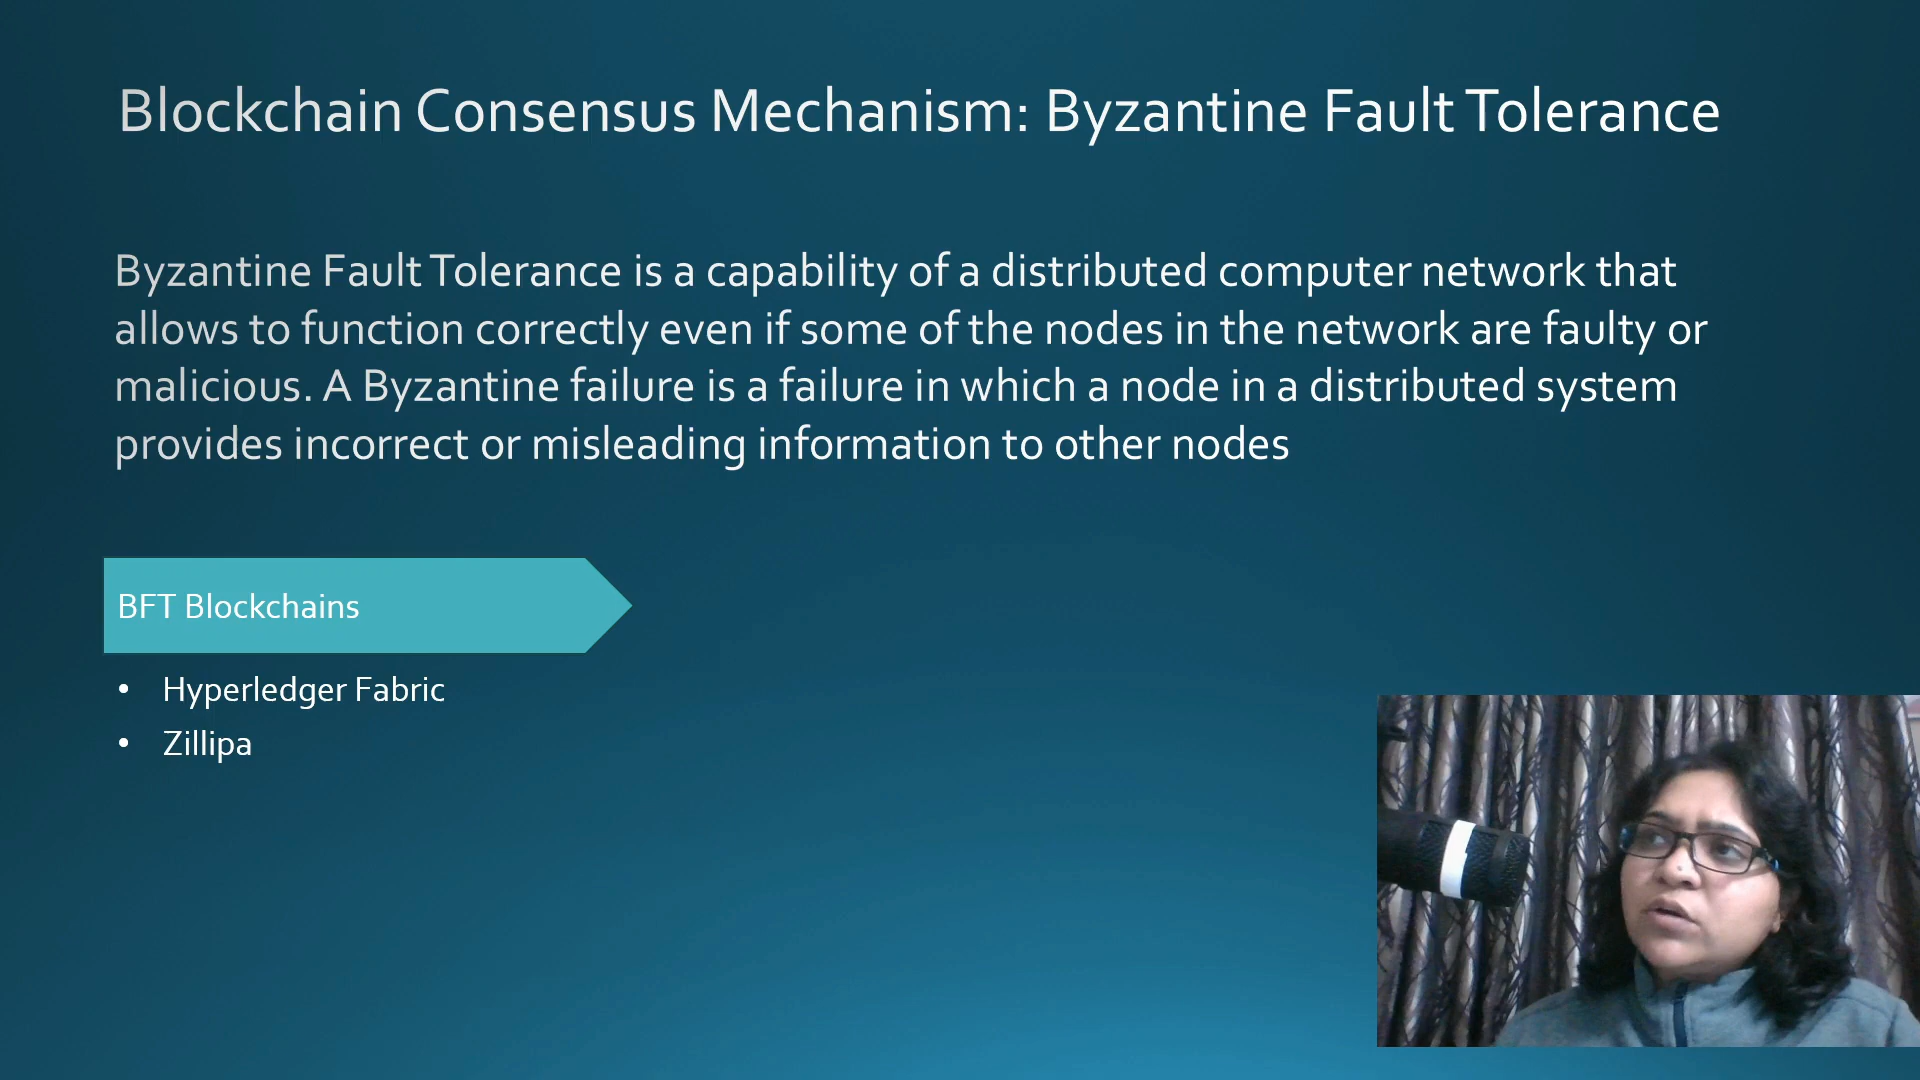 Blockchain Consensus Mechanism: Byzantine Fault Tolerance
Byzantine Fault Tolerance is a capability of a distributed computer network that
allows to function correctly even if some of the nodes in the network are faulty or
malicious. A Byzantine failure is a failure in which a node in a distributed system
provides incorrect or misleading information to other nodes
BFT Blockchains
• Hyperledger Fabric
• Zillipa